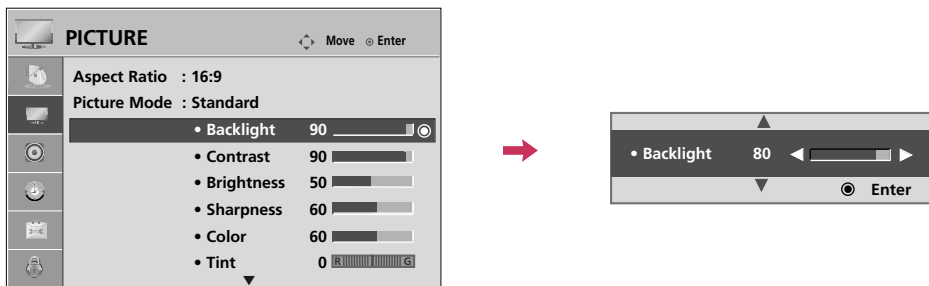 PICTURE Move Enter
Aspect Ratio : 16:9
Picture Mode : Standard
• Backlight 90
• Contrast 90
• Brightness 50
• Sharpness 60
• Color 60
• Tint 0 R G
• Backlight 80
Enter